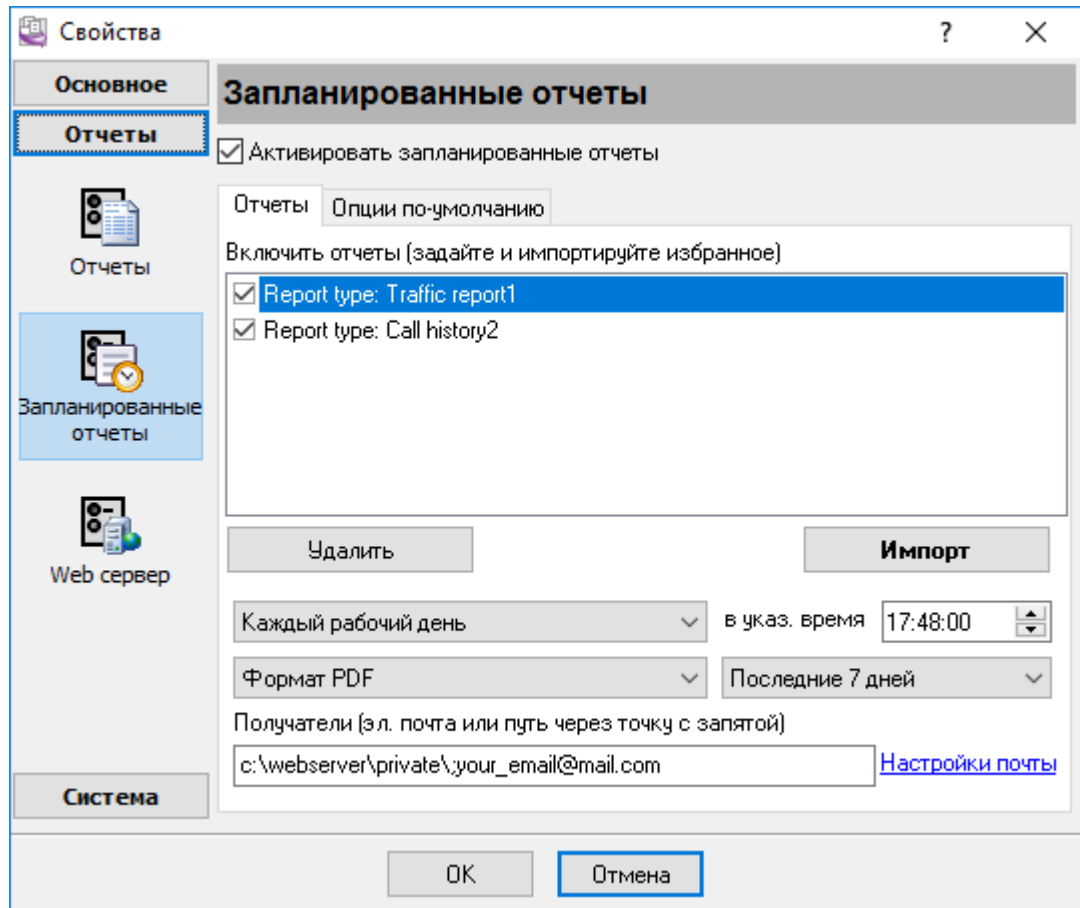 Свойства
?
Основное
Отчеты
Отчеты
Запланированные
отчеты
Web сервер
Система
Запланированные отчеты
Активировать запланированные отчеты
Отчеты
Опции по-умолчанию
Включить отчеты (задайте и импортируйте избранное)
Report type: Traffic report1
Report type: Call history2
Удалить
Импорт
Каждый рабочий день
в указ. время
17:48:00
Формат PDF
Последние 7 дней
Получатели (эл. почта или путь через точку с запятой)
c:\webserver\private\;your_email@mail.com
Настройки почты
OK
Отмена